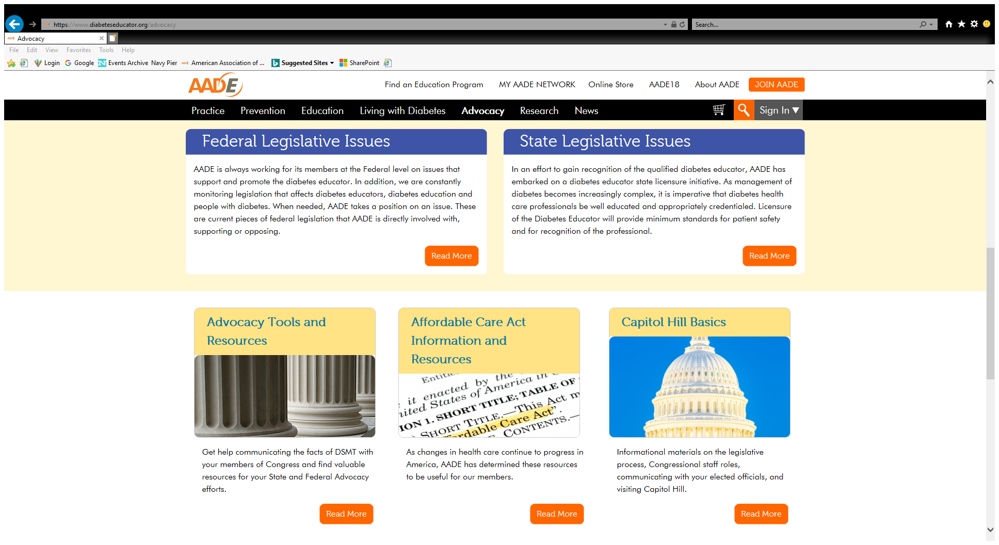 https://www.diabeteseducator.org/advocacy
Search...
Advocacy
File Edit View Favorites Tools Help
Login Google Events Archive Navy Pier American Association of ... Suggested Sites SharePoint
AADE
Find an Education Program MY AADE NETWORK Online Store AADE18 About AADE JOIN AADE
Practice Prevention Education Living with Diabetes Advocacy Research News Sign In
Federal Legislative Issues
AADE is always working for its members at the Federal level on issues that
support and promote the diabetes educator. In addition, we are constantly
monitoring legislation that affects diabetes educators, diabetes education and
people with diabetes. When needed, AADE takes a position on an issue. These
are current pieces of federal legislation that AADE is directly involved with,
supporting or opposing.
Read More
State Legislative Issues
In an effort to gain recognition of the qualified diabetes educator, AADE has
embarked on a diabetes educator state licensure initiative. As management of
diabetes becomes increasingly complex, it is imperative that diabetes health
care professionals be well educated and appropriately credentialed. Licensure
of the Diabetes Educator will provide minimum standards for patient safety
and for recognition of the professional.
Read More
Advocacy Tools and
Resources
Get help communicating the facts of DSMT with
your members of Congress and find valuable
resources for your State and Federal Advocacy
efforts.
Read More
Affordable Care Act
Information and
Resources
it enacted by the
States of America in
ION 1. SHORT TITLE; TABLE OF
SHORT TITLE.—This Act
Care Act".
CONTENTS.—
As changes in health care continue to progress in
America, AADE has determined these resources
to be useful for our members.
Read More
Capitol Hill Basics
Informational materials on the legislative
process, Congressional staff roles,
communicating with your elected officials, and
visiting Capitol Hill.
Read More